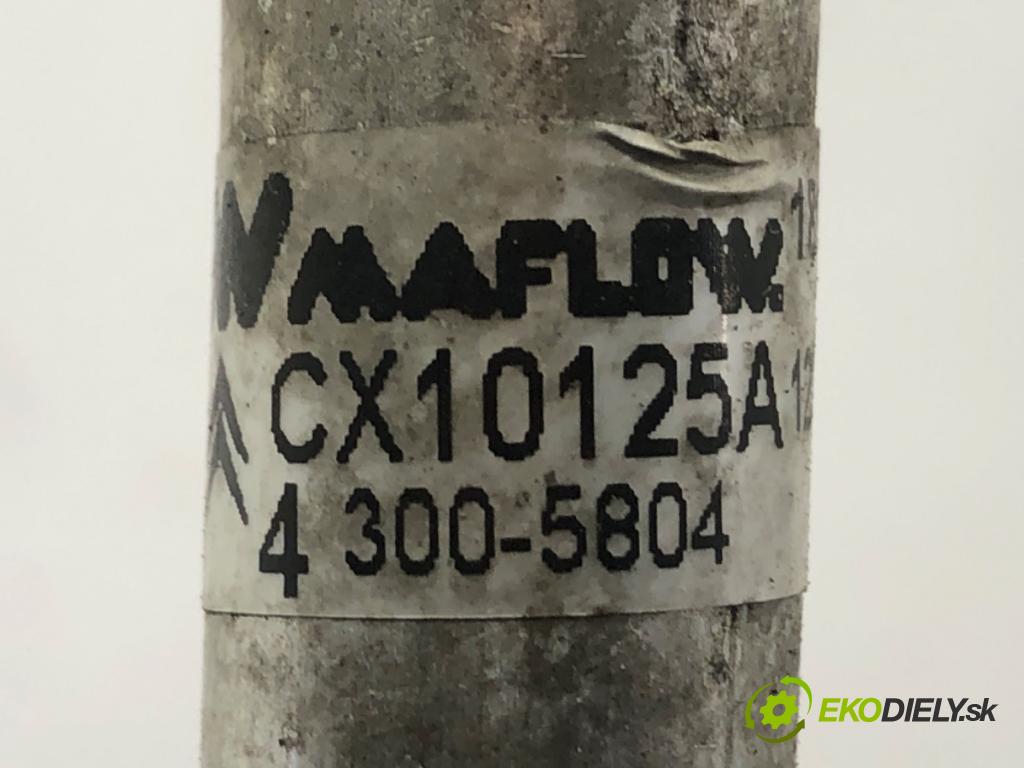 MAFLOW.
CX10125A
4 300-5804
EKODIELY.sk